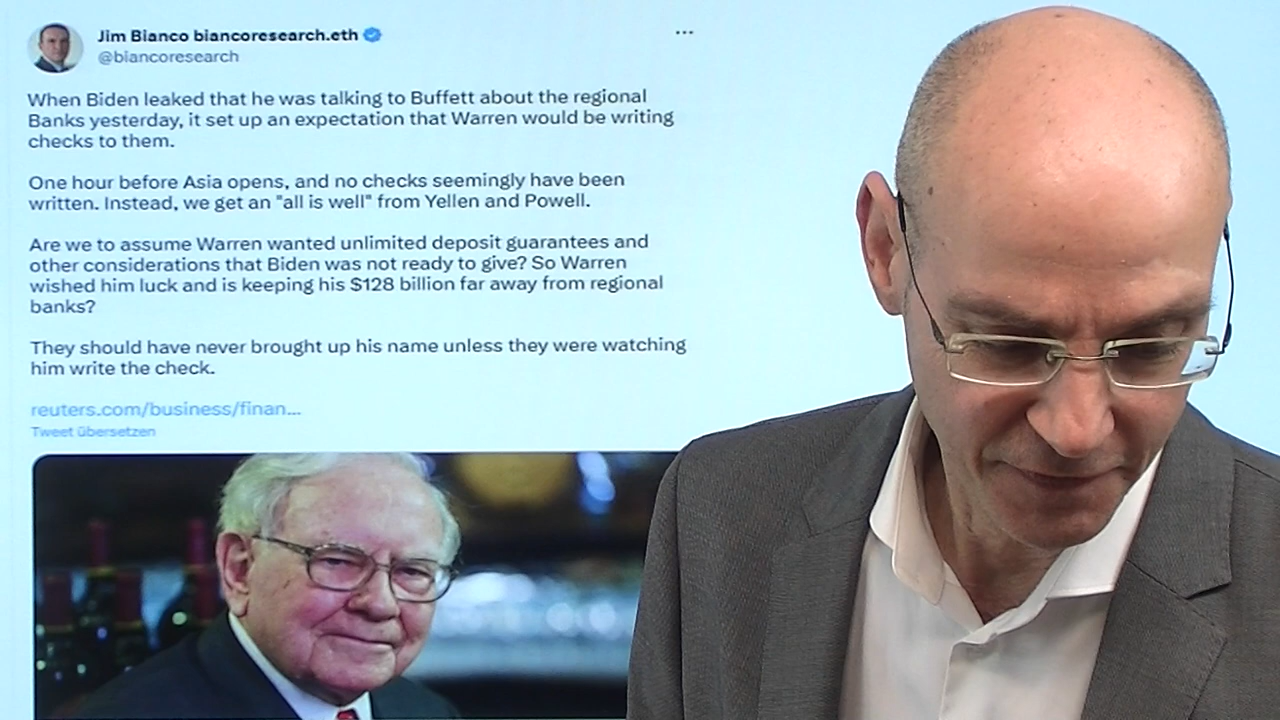 Jim Bianco biancoresearch.eth
@biancoresearch
When Biden leaked that he was talking to Buffett about the regional
Banks yesterday, it set up an expectation that Warren would be writing
checks to them.
One hour before Asia opens, and no checks seemingly have been
written. Instead, we get an "all is well" from Yellen and Powell.
Are we to assume Warren wanted unlimited deposit guarantees and
other considerations that Biden was not ready to give? So Warren
wished him luck and is keeping his $128 billion far away from regional
banks?
They should have never brought up his name unless they were watching
him write the check.
reuters.com/business/finan...
Tweet übersetzen